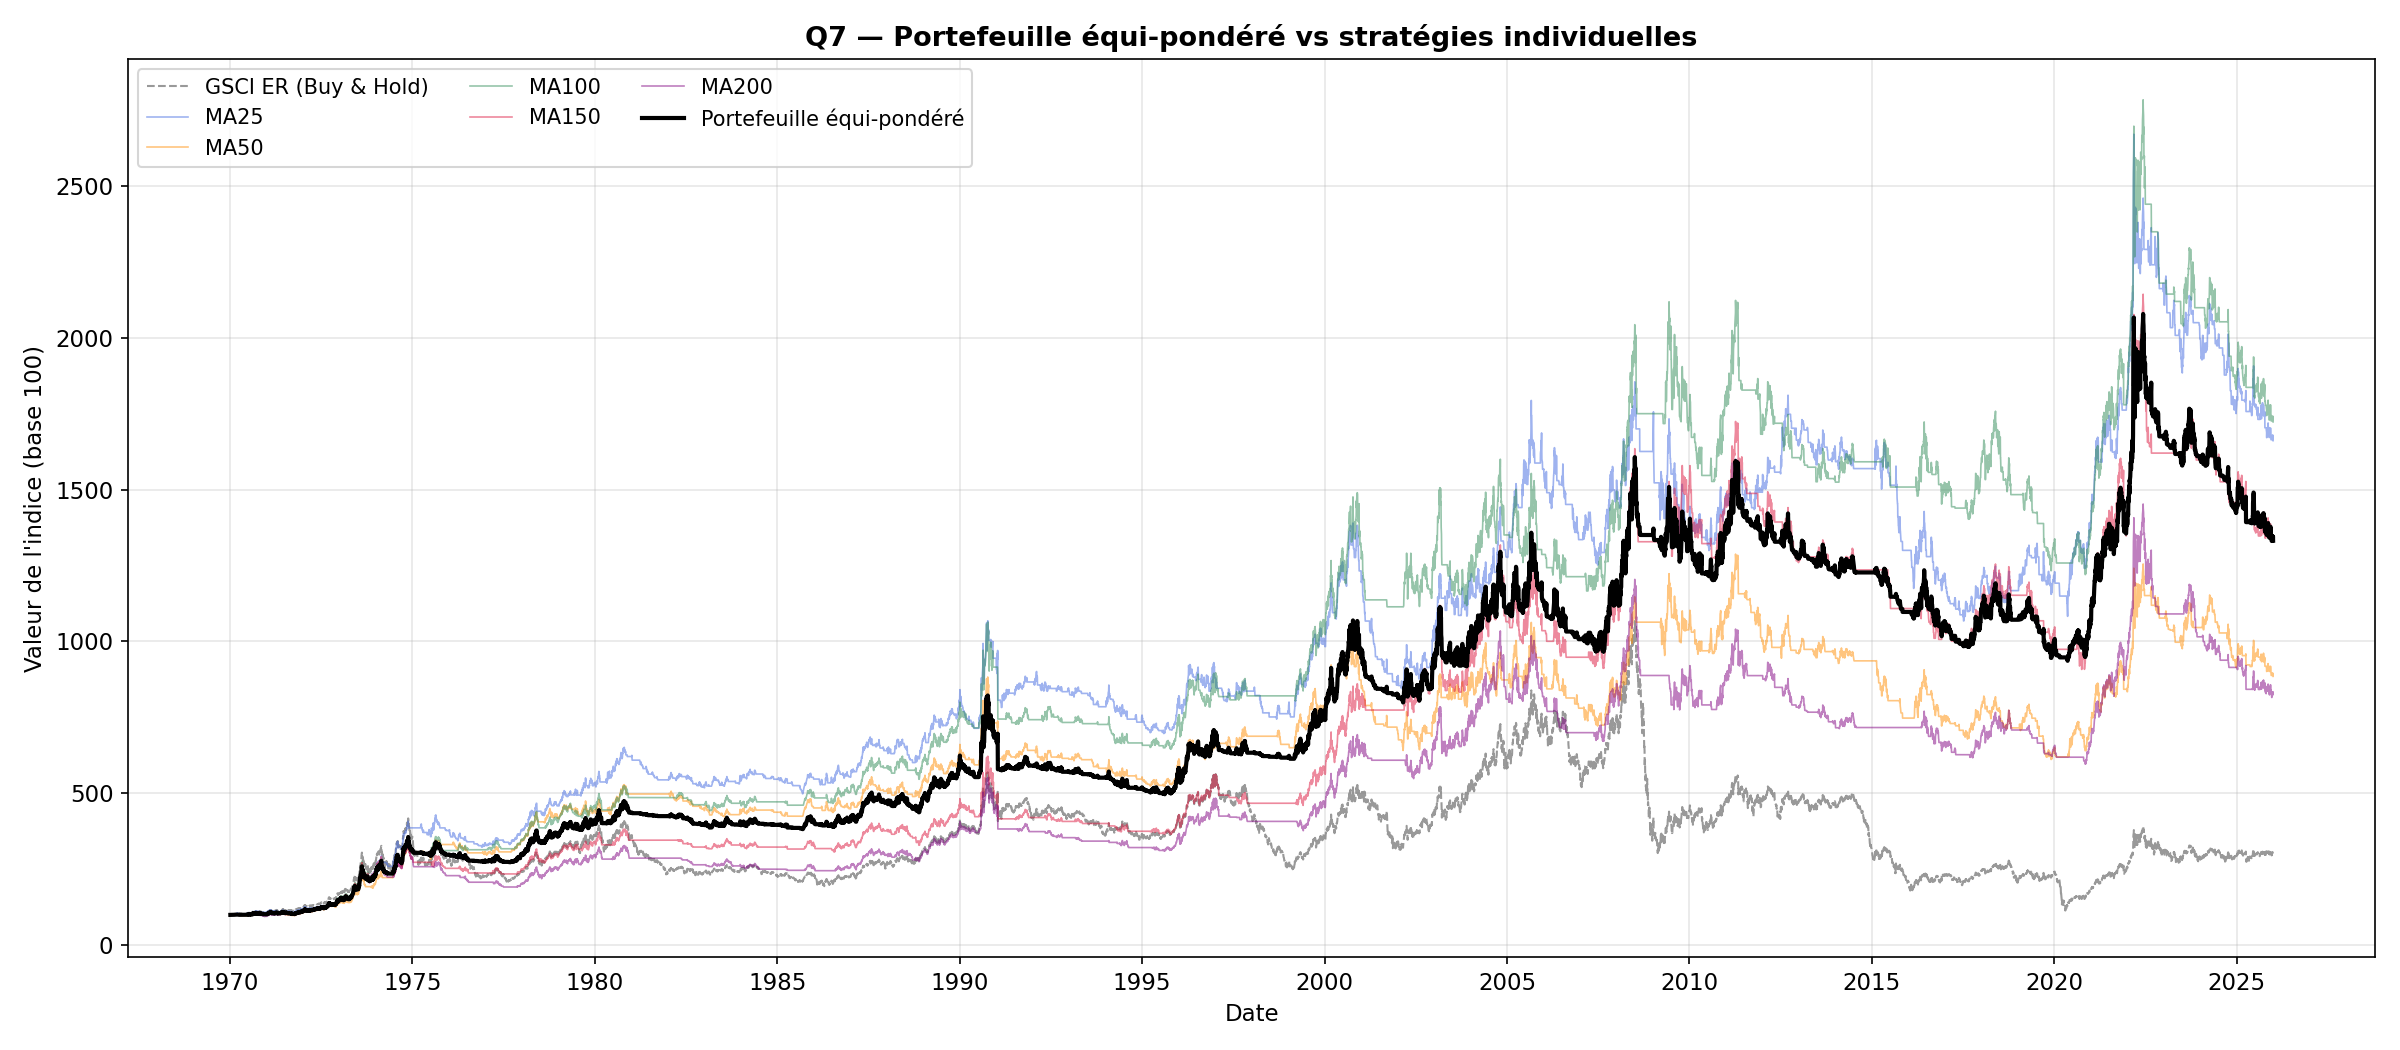 Q7 — Portefeuille équi-pondéré vs stratégies individuelles
GSCI ER (Buy & Hold)
MA25
MA50
MA100
MA150
MA200
Portefeuille équi-pondéré
Valeur de l'indice (base 100)
2500
2000
1500
1000
500
0
1970
1975
1980
1985
1990
1995
2000
2005
2010
2015
2020
2025
Date